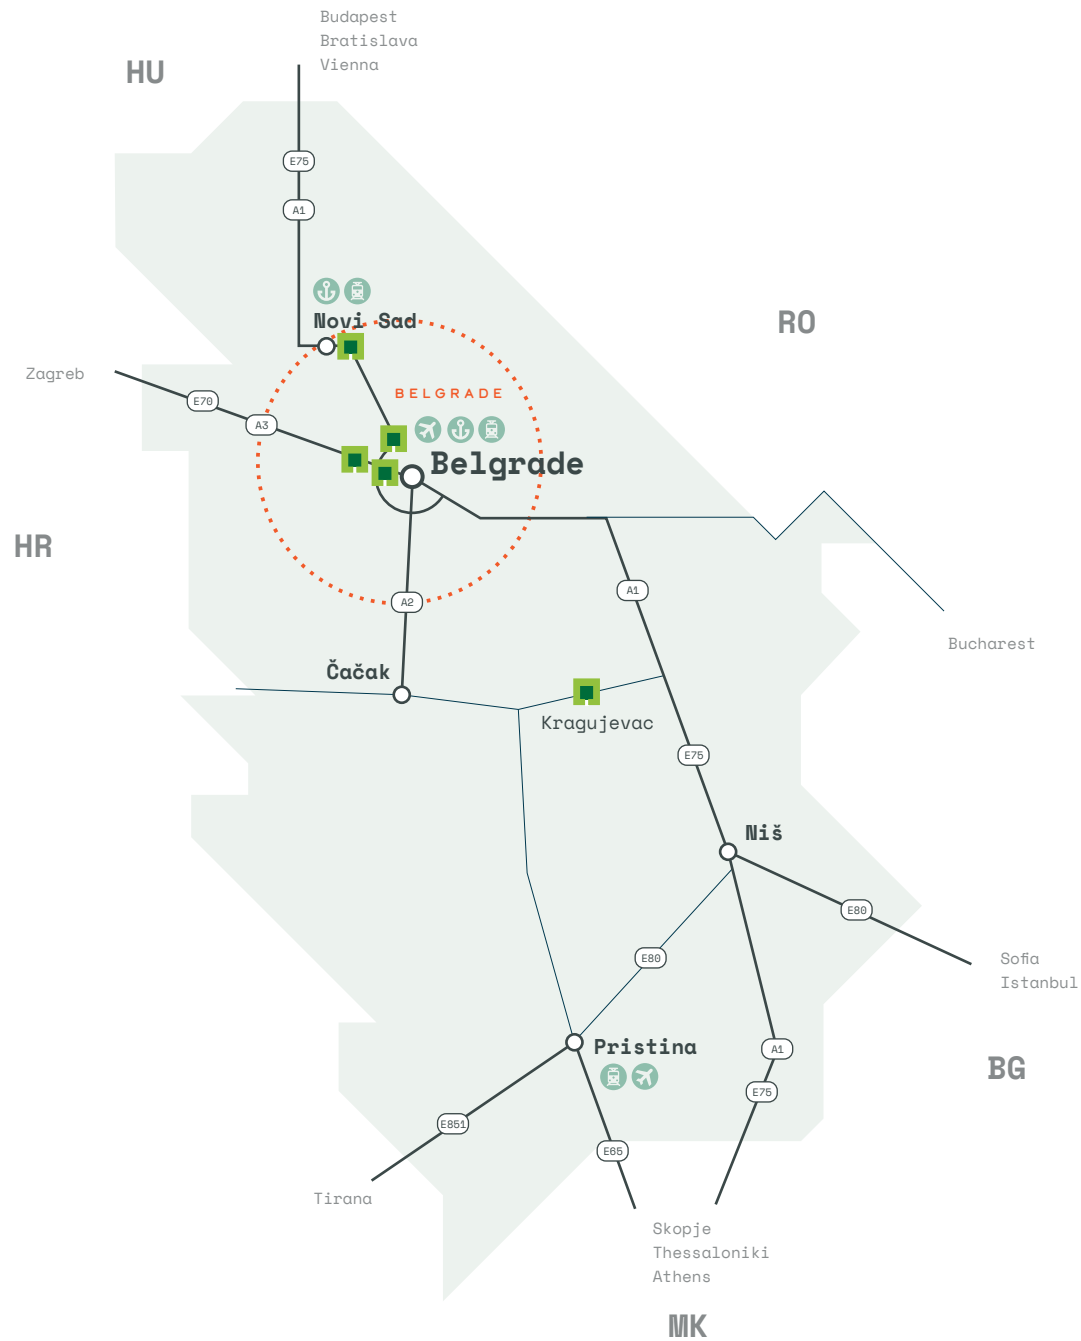 Budapest
Bratislava
Vienna
HU
E75
A1
Novi Sad
RO
Zagreb
E70
BELGRADE
A3
Belgrade
HR
A1
A2
Bucharest
Čačak
Kragujevac
E75
Niš
E80
E80
Sofia
Istanbul
Pristina
A1
BG
E75
E851
E65
Tirana
Skopje
Thessaloniki
Athens
MK